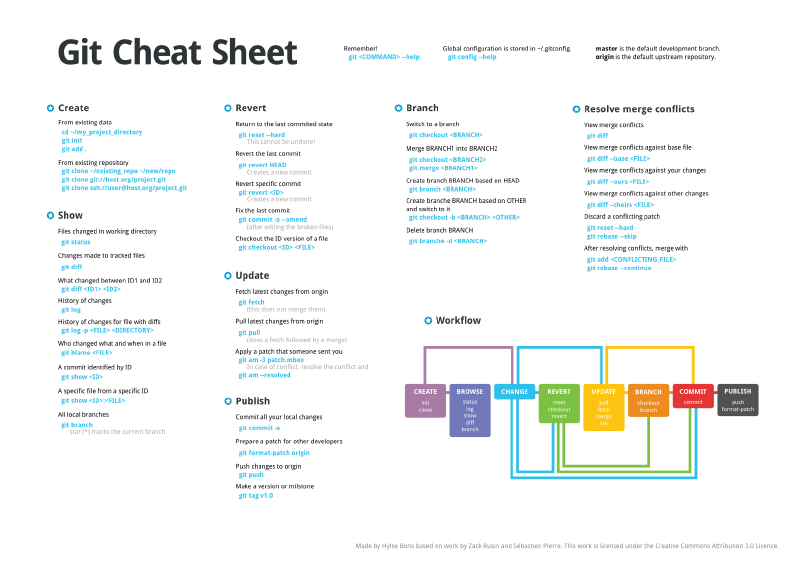 Git Cheat Sheet
Remember!
git <COMMAND> --help
Global configuration is stored in ~/.gitconfig.
git config --help
master is the default development branch.
origin is the default upstream repository.
Create
From existing data
cd ~/my_project_directory
git init
git add .
From existing repository
git clone ~/existing_repo ~/new/repo
git clone git://host.org/project.git
git clone ssh://user@host.org/project.git
Show
Files changed in working directory
git status
Changes made to tracked files
git diff
What changed between ID1 and ID2
git diff <ID1> <ID2>
History of changes
git log
History of changes for file with diffs
git log -p <FILE> <DIRECTORY>
Who changed what and when in a file
git blame <FILE>
A commit identified by ID
git show <ID>
A specific file from a specific ID
git show <ID>:<FILE>
All local branches
git branch
star (*) marks the current branch
Revert
Return to the last commited state
git reset --hard
This cannot be undone!
Revert the last commit
git revert HEAD
Creates a new commit
Revert specific commit
git revert <ID>
Creates a new commit
Fix the last commit
git commit -a --amend
(after editing the broken files)
Checkout the ID version of a file
git checkout <ID> <FILE>
Update
Fetch latest changes from origin
git fetch
(this does not merge them)
Pull latest changes from origin
git pull
(does a fetch followed by a merge)
Apply a patch that someone sent you
git am -3 patch.mbox
In case of conflict, resolve the conflict and
git am --resolved
Publish
Commit all your local changes
git commit -a
Prepare a patch for other developers
git format-patch origin
Push changes to origin
git push
Make a version or milstone
git tag v1.0
Branch
Switch to a branch
git checkout <BRANCH>
Merge BRANCH1 into BRANCH2
git checkout <BRANCH2>
git merge <BRANCH1>
Create branch BRANCH based on HEAD
git branch <BRANCH>
Create branche BRANCH based on OTHER
and switch to it
git checkout -b <BRANCH> <OTHER>
Delete branch BRANCH
git branche -d <BRANCH>
Resolve merge conflicts
View merge conflicts
git diff
View merge conflicts against base file
git diff --base <FILE>
View merge conflicts against your changes
git diff --ours <FILE>
View merge conflicts against other changes
git diff --theirs <FILE>
Discard a conflicting patch
git reset --hard
git rebase --skip
After resolving conflicts, merge with
git add <CONFLICTING_FILE>
git rebase --continue
Workflow
CREATE
init
clone
BROWSE
status
log
show
diff
branch
CHANGE
REVERT
reset
checkout
revert
UPDATE
pull
fetch
merge
am
BRANCH
checkout
branch
COMMIT
commit
PUBLISH
push
format-patch
Made by Hylke Bons based on work by Zack Rusin and Sébastien Pierre. This work is licensed under the Creative Commons Attribution 3.0 Licence.